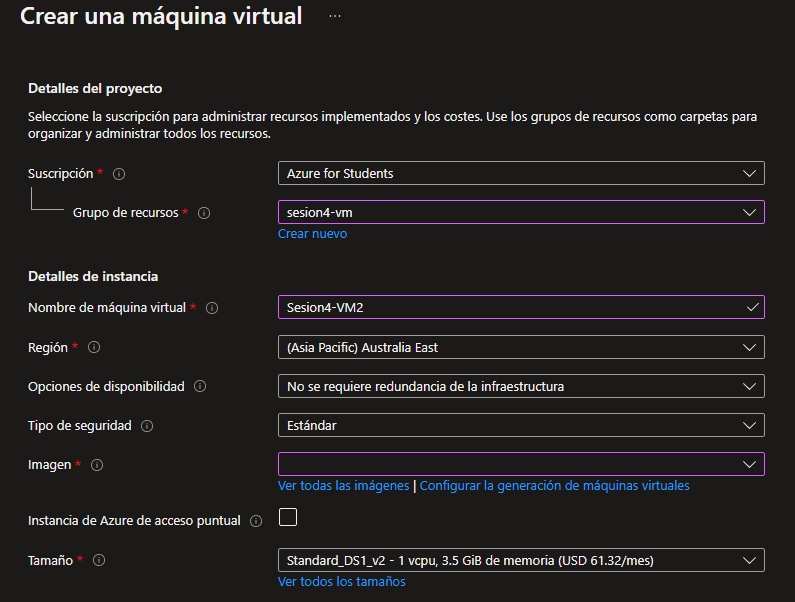 Crear una máquina virtual ...
Detalles del proyecto
Seleccione la suscripción para administrar recursos implementados y los costes. Use los grupos de recursos como carpetas para
organizar y administrar todos los recursos.
Suscripción * Azure for Students
Grupo de recursos * sesion4-vm
Crear nuevo
Detalles de instancia
Nombre de máquina virtual * Sesion4-VM2
Región * (Asia Pacific) Australia East
Opciones de disponibilidad No se requiere redundancia de la infraestructura
Tipo de seguridad Estándar
Imagen *
Ver todas las imágenes | Configurar la generación de máquinas virtuales
Instancia de Azure de acceso puntual
Tamaño * Standard_DS1_v2 - 1 vcpu, 3.5 GiB de memoria (USD 61.32/mes)
Ver todos los tamaños